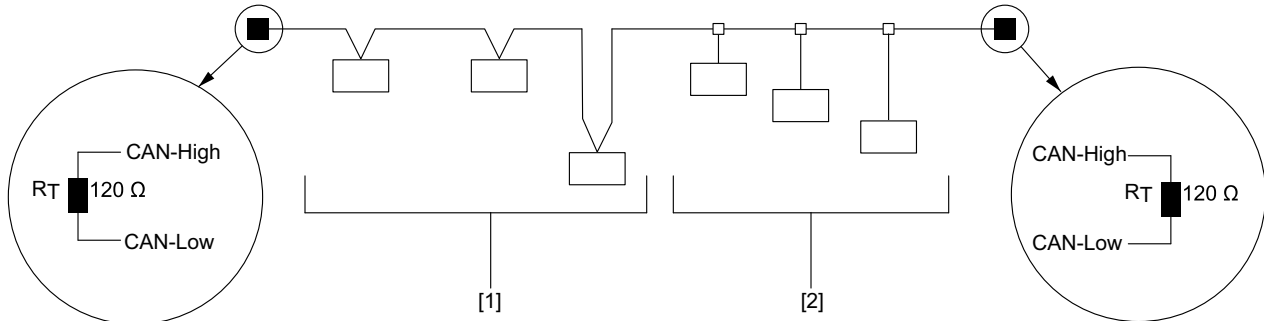 CAN-High
RT 120 Ω
CAN-Low
CAN-High
RT 120 Ω
CAN-Low
[1]
[2]